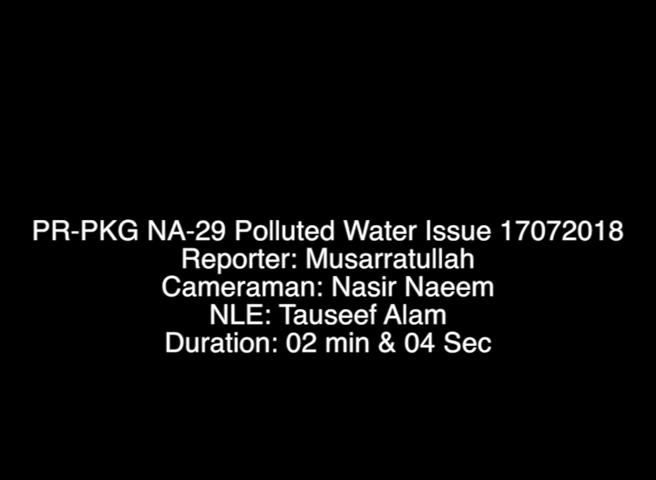 PR-PKG NA-29 Polluted Water Issue 17072018
Reporter: Musarratullah
Cameraman: Nasir Naeem
NLE: Tauseef Alam
Duration: 02 min & 04 Sec